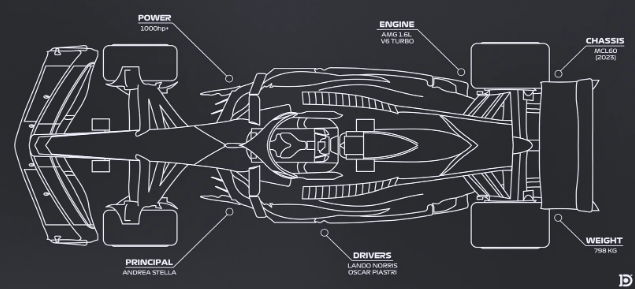 POWER
1000hp+
ENGINE
AMG 1.6L
V6 TURBO
CHASSIS
MCL60
(2023)
PRINCIPAL
ANDREA STELLA
DRIVERS
LANDO NORRIS
OSCAR PIASTRI
WEIGHT
798 KG